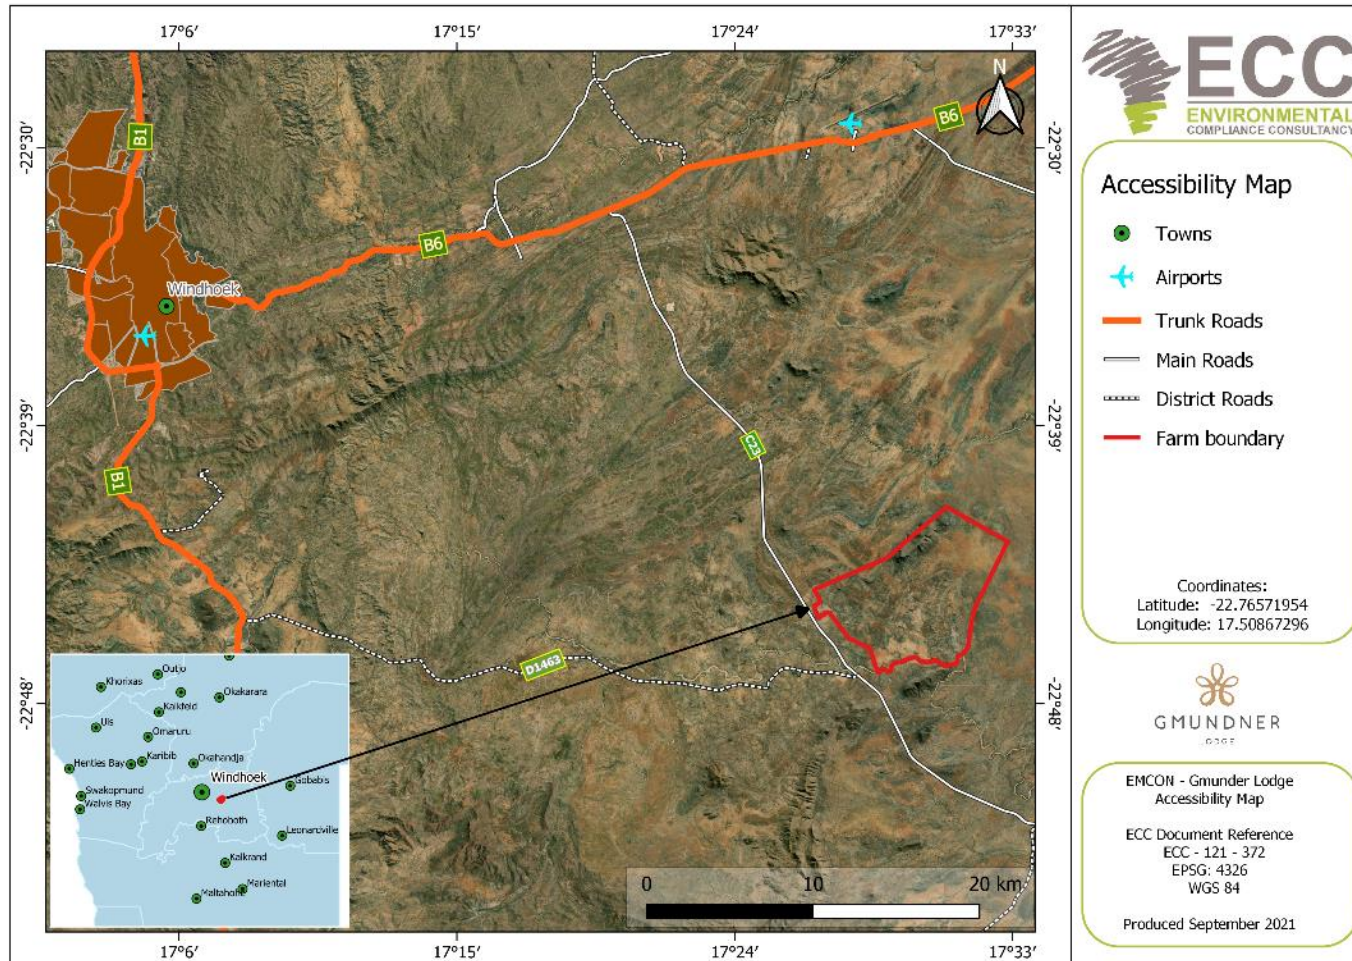 17°6'
17°15'
17°24'
17°33'
-22°30'
-22°39'
-22°48'
-22°30'
-22°39'
-22°48'
17°6'
17°15'
17°24'
17°33'
N
B1
B6
B6
Windhoek
C23
B1
D1463
Outjo
Khorixas
Okakarara
Kalkfeld
Uis
Omaruru
Henties Bay
Karibib
Okahandja
Windhoek
Gobabis
Swakopmund
Walvis Bay
Rehoboth
Leonardville
Kalkrand
Mariental
0
10
20 km
ECC
ENVIRONMENTAL
COMPLIANCE CONSULTANCY
Accessibility Map
Towns
Airports
Trunk Roads
Main Roads
District Roads
Farm boundary
Coordinates:
Latitude: -22.76571954
Longitude: 17.50867296
GMUNDNER
EMCON - Gmunder Lodge
Accessibility Map
ECC Document Reference
ECC - 121 - 372
EPSG: 4326
WGS 84
Produced September 2021